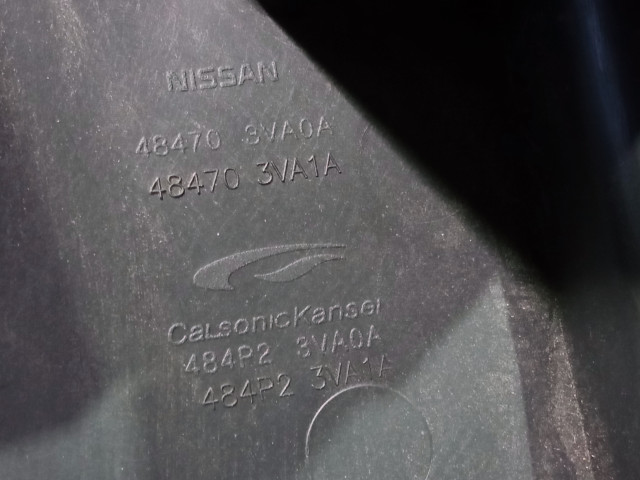 NISSAN
48470 3VA0A
48470 3VA1A
CalsonicKansei
484P2 3VA0A
484P2 3VA1A